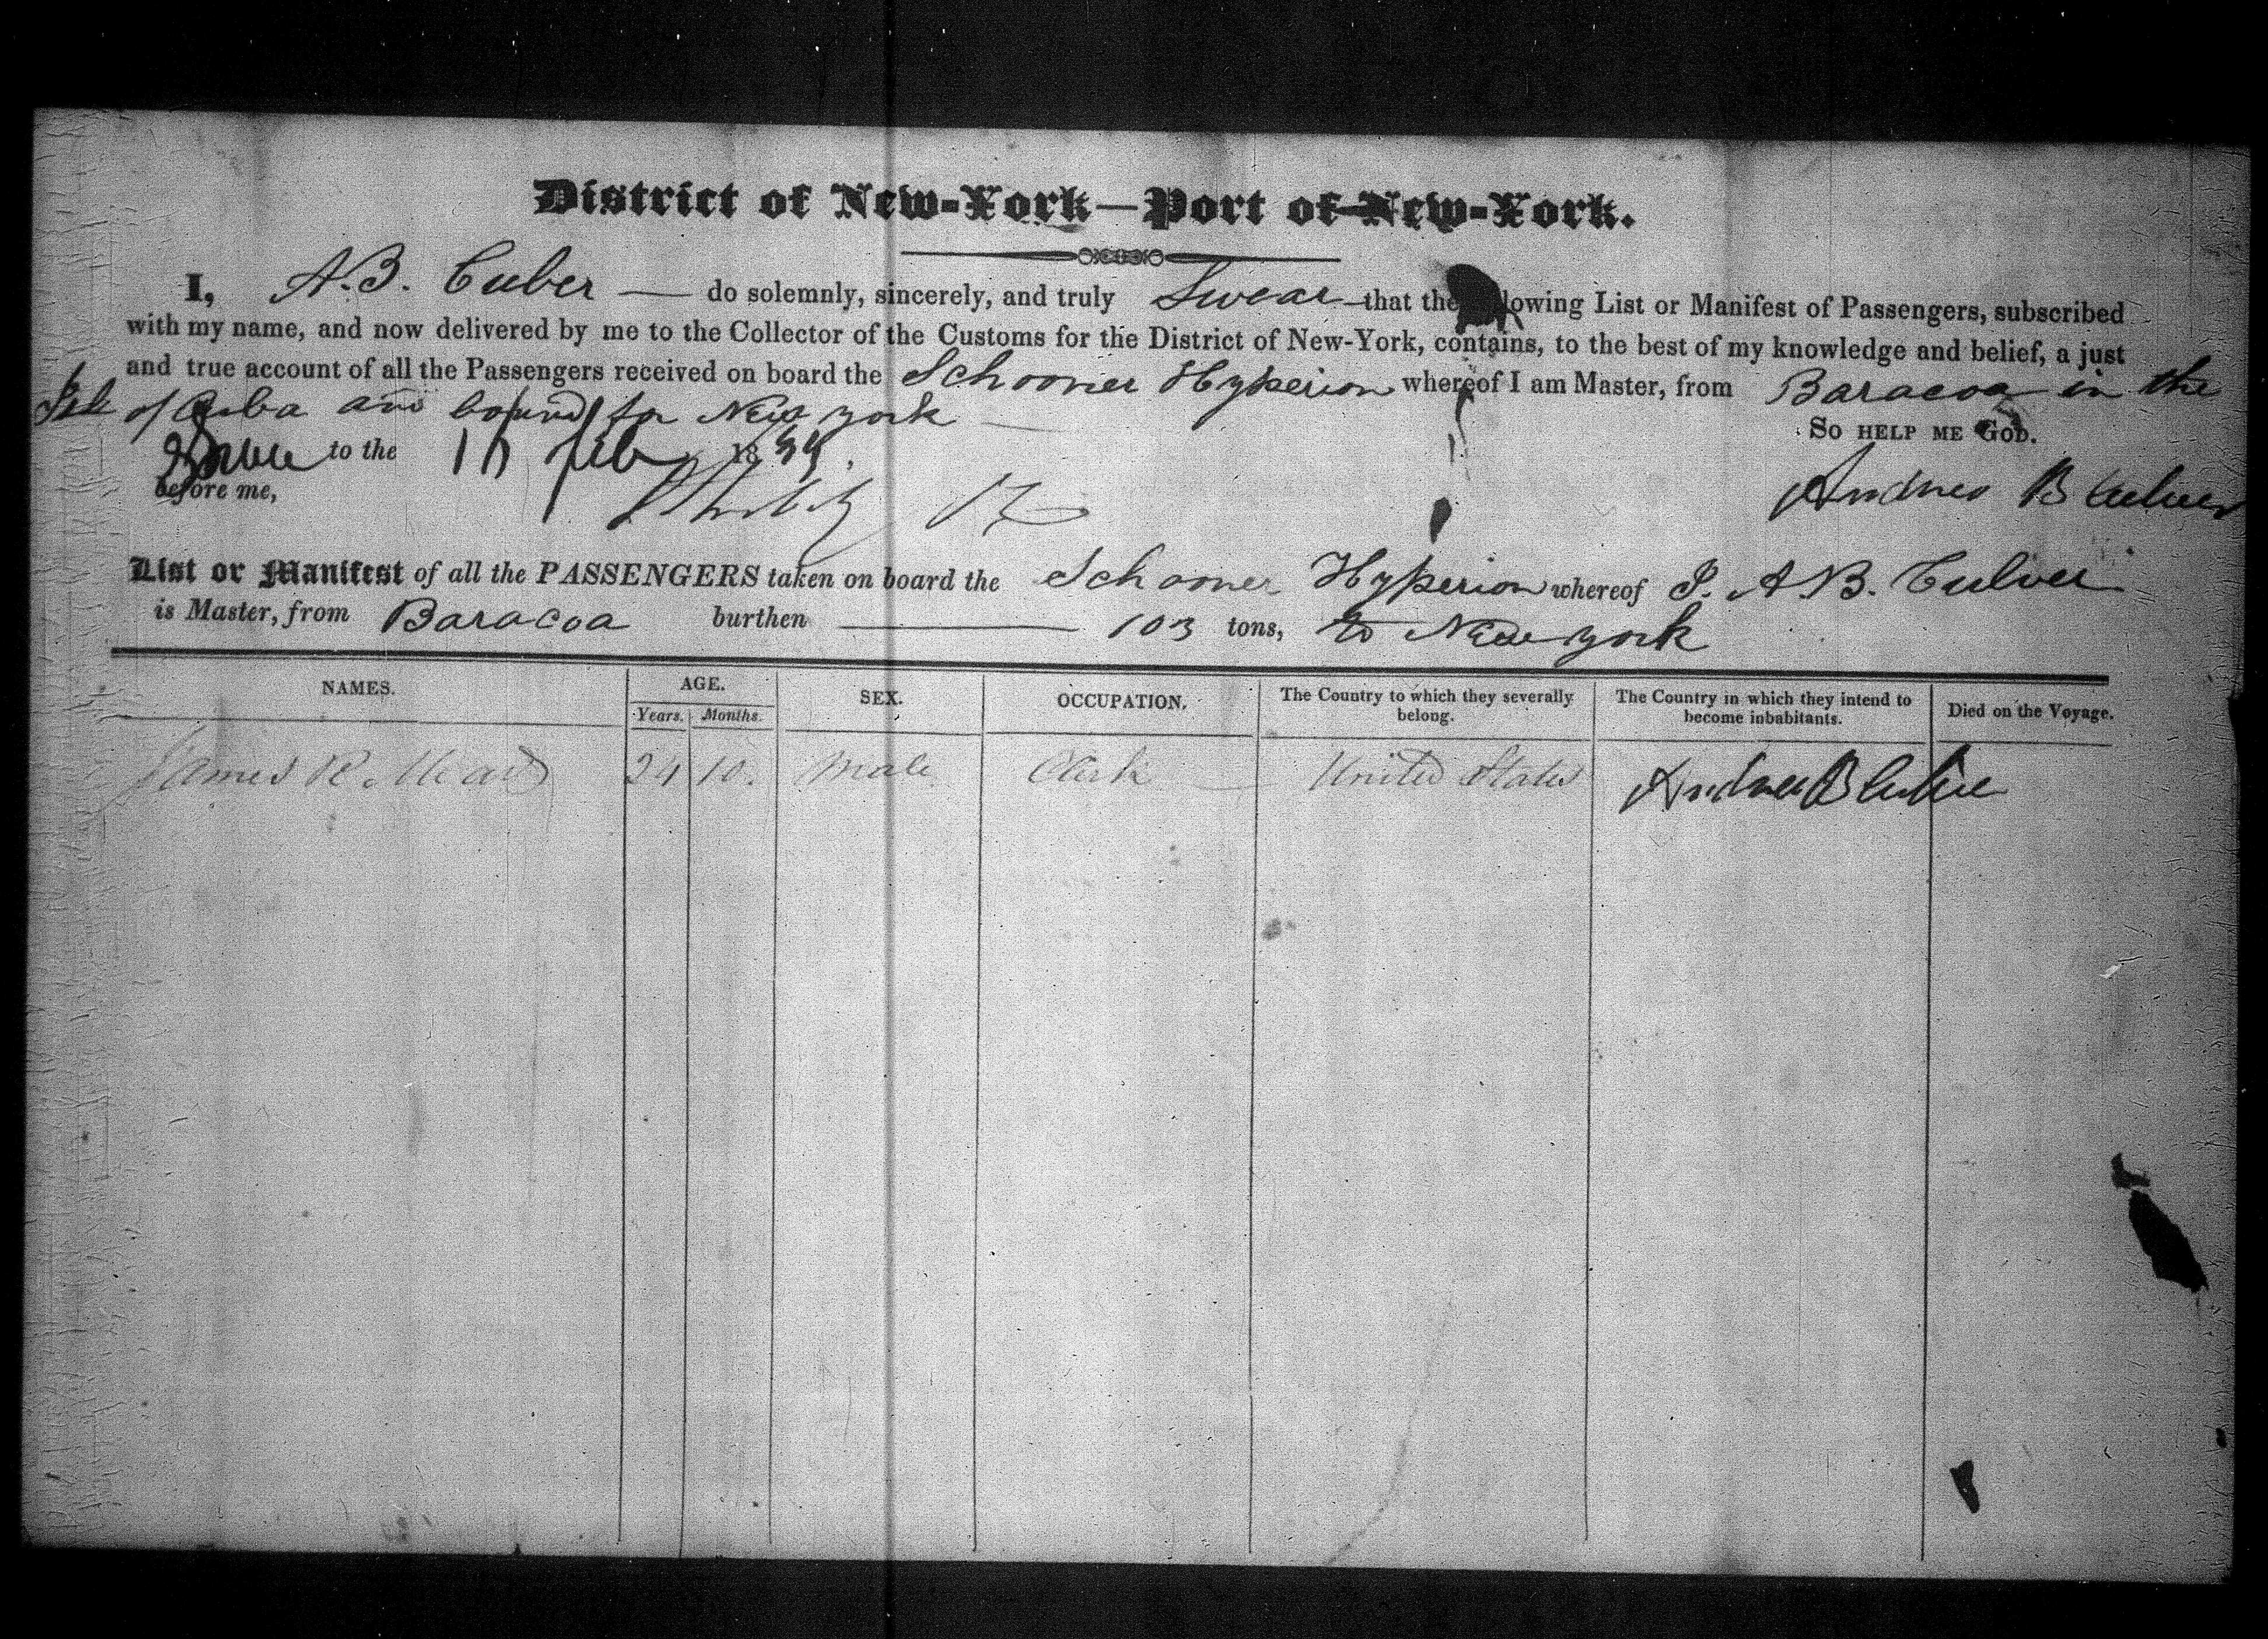 District of New-York—Port of New-York.
I, A.B. Culver — do solemnly, sincerely, and truly Swear that the following List or Manifest of Passengers, subscribed
with my name, and now delivered by me to the Collector of the Customs for the District of New-York, contains, to the best of my knowledge and belief, a just
and true account of all the Passengers received on board the Schooner Hyperion whereof I am Master, from Baracoa in the
Isle of Cuba and bound for New york
So HELP ME GOD.
to the Feb 18
before me,
Andrew B Culver
List or Manifest of all the PASSENGERS taken on board the Schooner Hyperion whereof I. A.B. Culver
is Master, from Baracoa burthen — 103 tons, to New york
NAMES. AGE. SEX. OCCUPATION. The Country to which they severally belong. The Country in which they intend to become inhabitants. Died on the Voyage.
Years. Months.
James R. Mead 24 10. Male Clerk United States Andrew B Culver